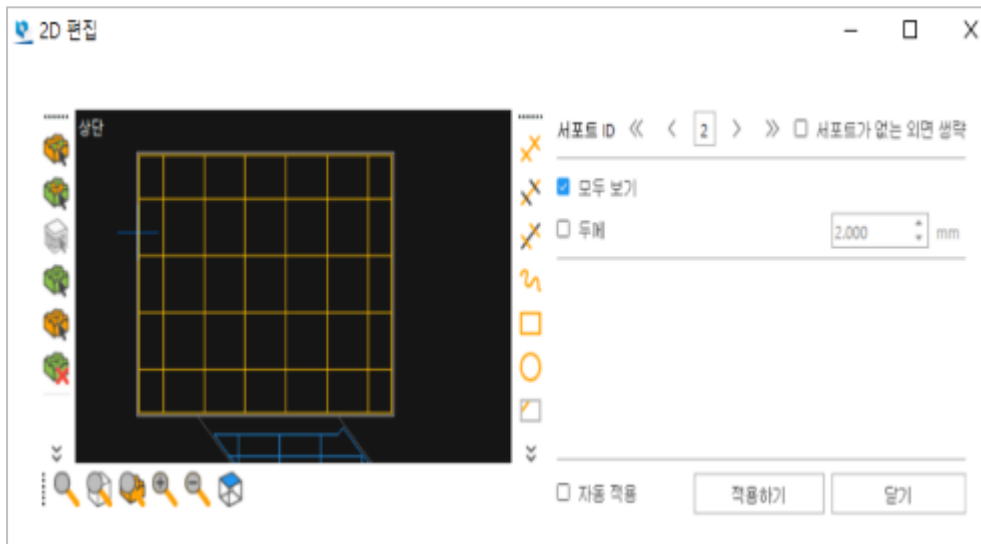 2D 편집
상단
서포트 ID 2 서포트가 없는 외면 생략
모두 보기
두께 2.000 mm
자동 적용 적용하기 닫기